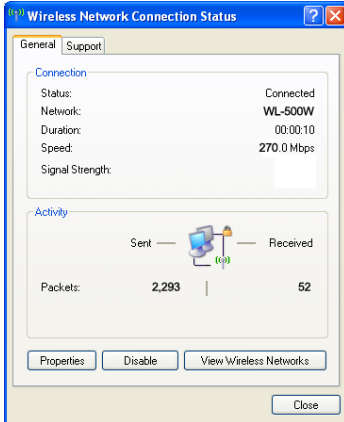 Wireless Network Connection Status
General Support
Connection
Status: Connected
Network: WL-500W
Duration: 00:00:10
Speed: 270.0 Mbps
Signal Strength:
Activity
Sent — — Received
Packets: 2,293 | 52
Properties Disable View Wireless Networks
Close